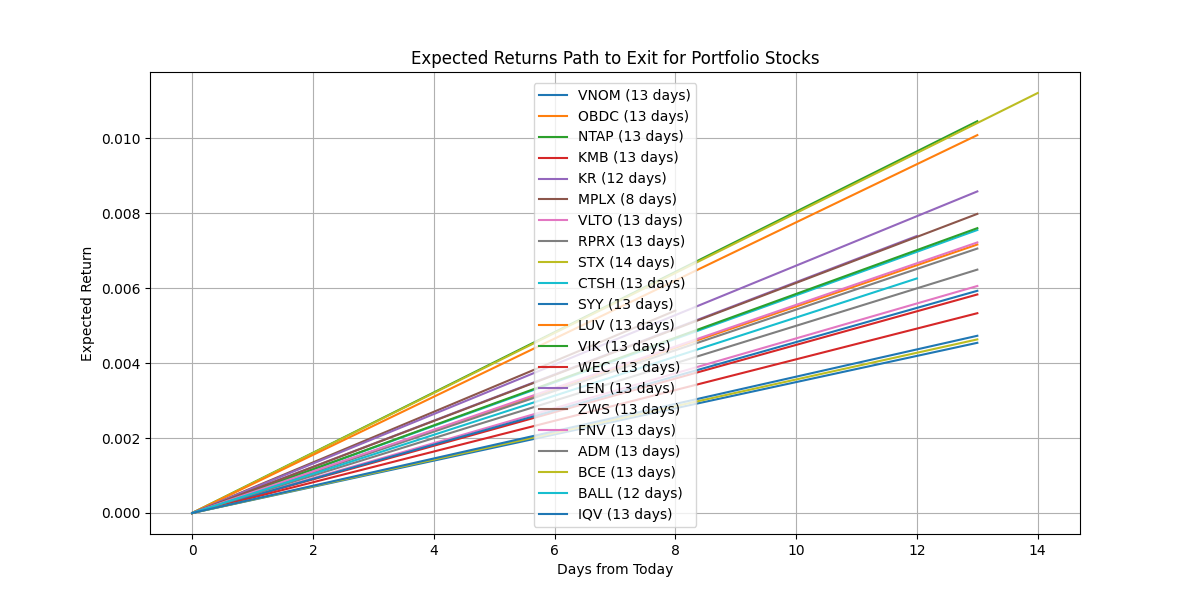 Expected Returns Path to Exit for Portfolio Stocks
Expected Return
0.010
0.008
0.006
0.004
0.002
0.000
VNOM (13 days)
OBDC (13 days)
NTAP (13 days)
KMB (13 days)
KR (12 days)
MPLX (8 days)
VLTO (13 days)
RPRX (13 days)
STX (14 days)
CTSH (13 days)
SYY (13 days)
LUV (13 days)
VIK (13 days)
WEC (13 days)
LEN (13 days)
ZWS (13 days)
FNV (13 days)
ADM (13 days)
BCE (13 days)
BALL (12 days)
IQV (13 days)
0 2 4 6 8 10 12 14
Days from Today